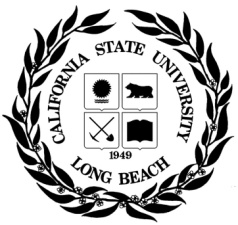 CALIFORNIA STATE UNIVERSITY
1949
LONG BEACH